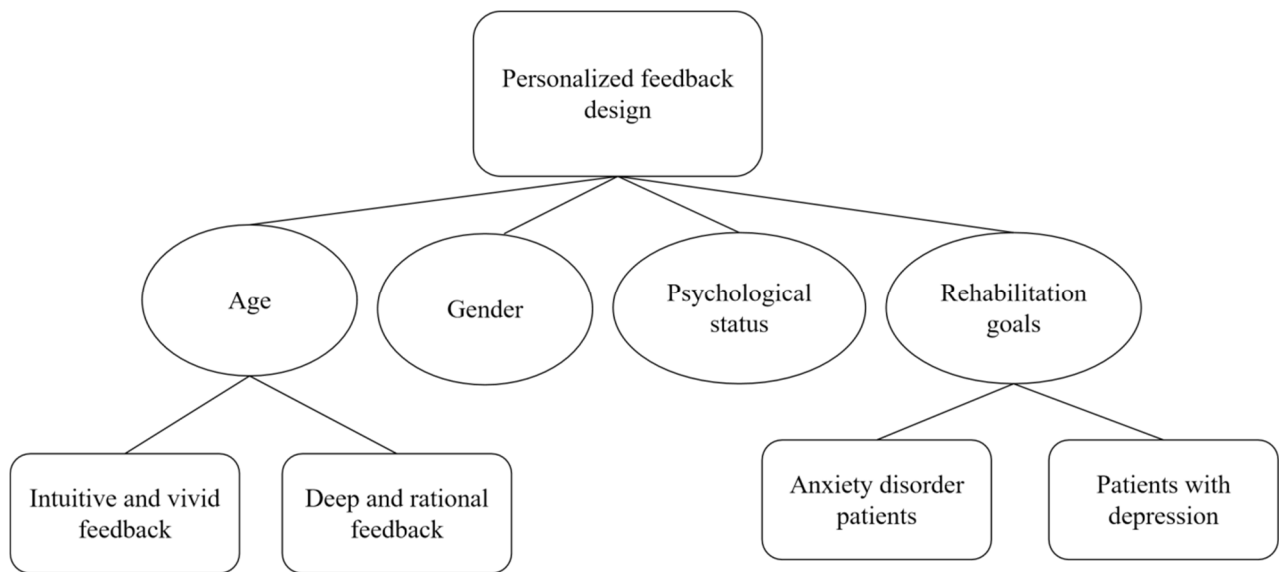 Personalized feedback
design
Age
Gender
Psychological
status
Rehabilitation
goals
Intuitive and vivid
feedback
Deep and rational
feedback
Anxiety disorder
patients
Patients with
depression